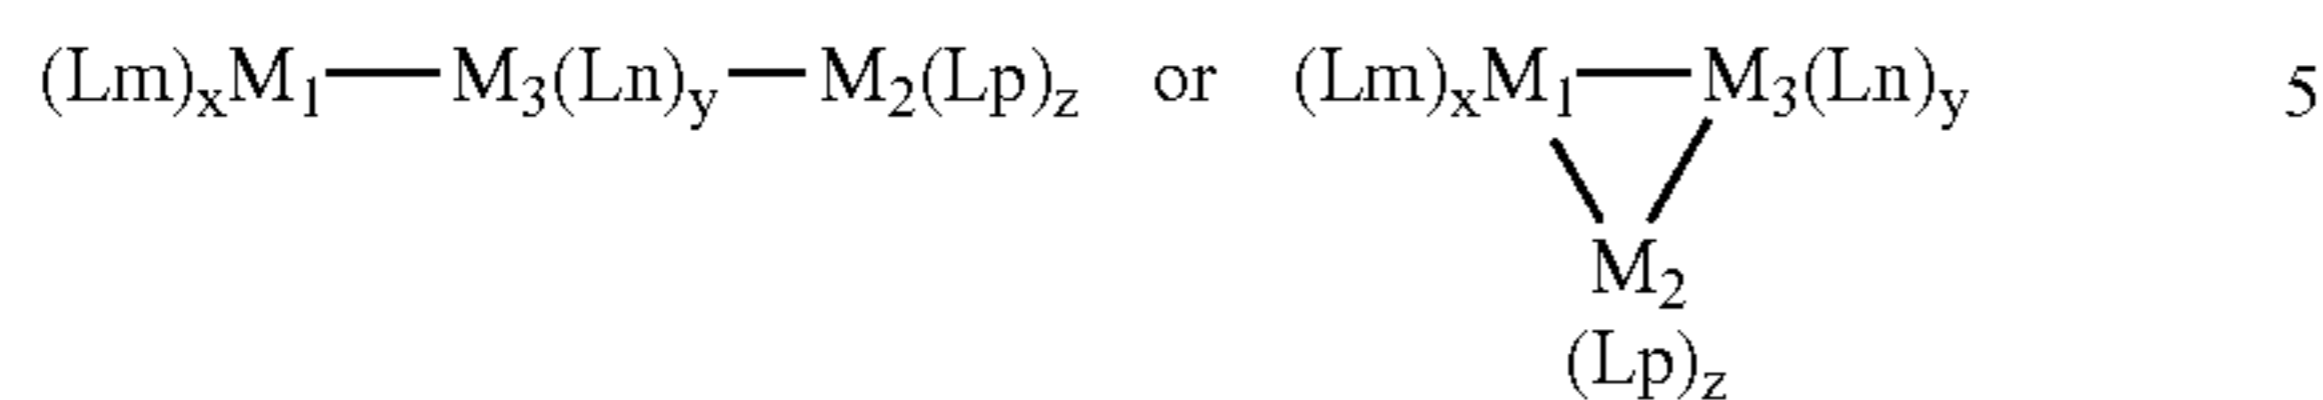 (Lm)ₓM₁—M₃(Ln)ᵧ—M₂(Lp)𝓏 or (Lm)ₓM₁—M₃(Ln)ᵧ 5
M₂
(Lp)𝓏